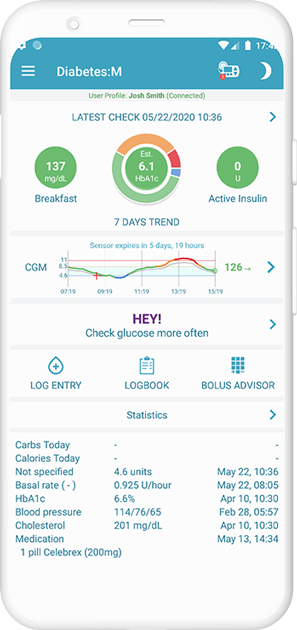 17:42
Diabetes:M
User Profile: Josh Smith (Connected)
LATEST CHECK 05/22/2020 10:36
137
mg/dL
Breakfast
Est.
6.1
HbA1c
0
U
Active Insulin
7 DAYS TREND
Sensor expires in 5 days, 19 hours
CGM
11
8.5
4.6
07:19 09:19 11:19 13:19 15:19
126→
HEY!
Check glucose more often
LOG ENTRY
LOGBOOK
BOLUS ADVISOR
Statistics
Carbs Today - -
Calories Today - -
Not specified 4.6 units May 22, 10:36
Basal rate ( - ) 0.925 U/hour May 22, 08:05
HbA1c 6.6% Apr 10, 10:30
Blood pressure 114/76/65 Feb 28, 05:57
Cholesterol 201 mg/dL Apr 10, 10:30
Medication May 13, 14:34
1 pill Celebrex (200mg)